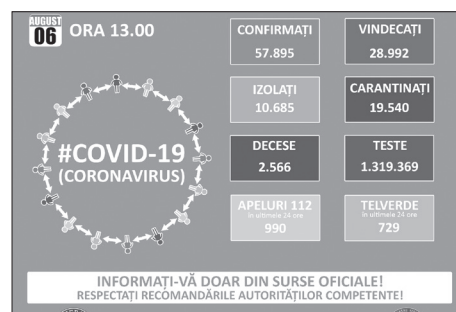 AUGUST
06
ORA 13.00
#COVID-19
(CORONAVIRUS)
CONFIRMAȚI
57.895
VINDECAȚI
28.992
IZOLAȚI
10.685
CARANTINAȚI
19.540
DECESE
2.566
TESTE
1.319.369
APELURI 112
în ultimele 24 ore
990
TELVERDE
în ultimele 24 ore
729
INFORMAȚI-VĂ DOAR DIN SURSE OFICIALE!
RESPECTAȚI RECOMANDĂRILE AUTORITĂȚILOR COMPETENTE!